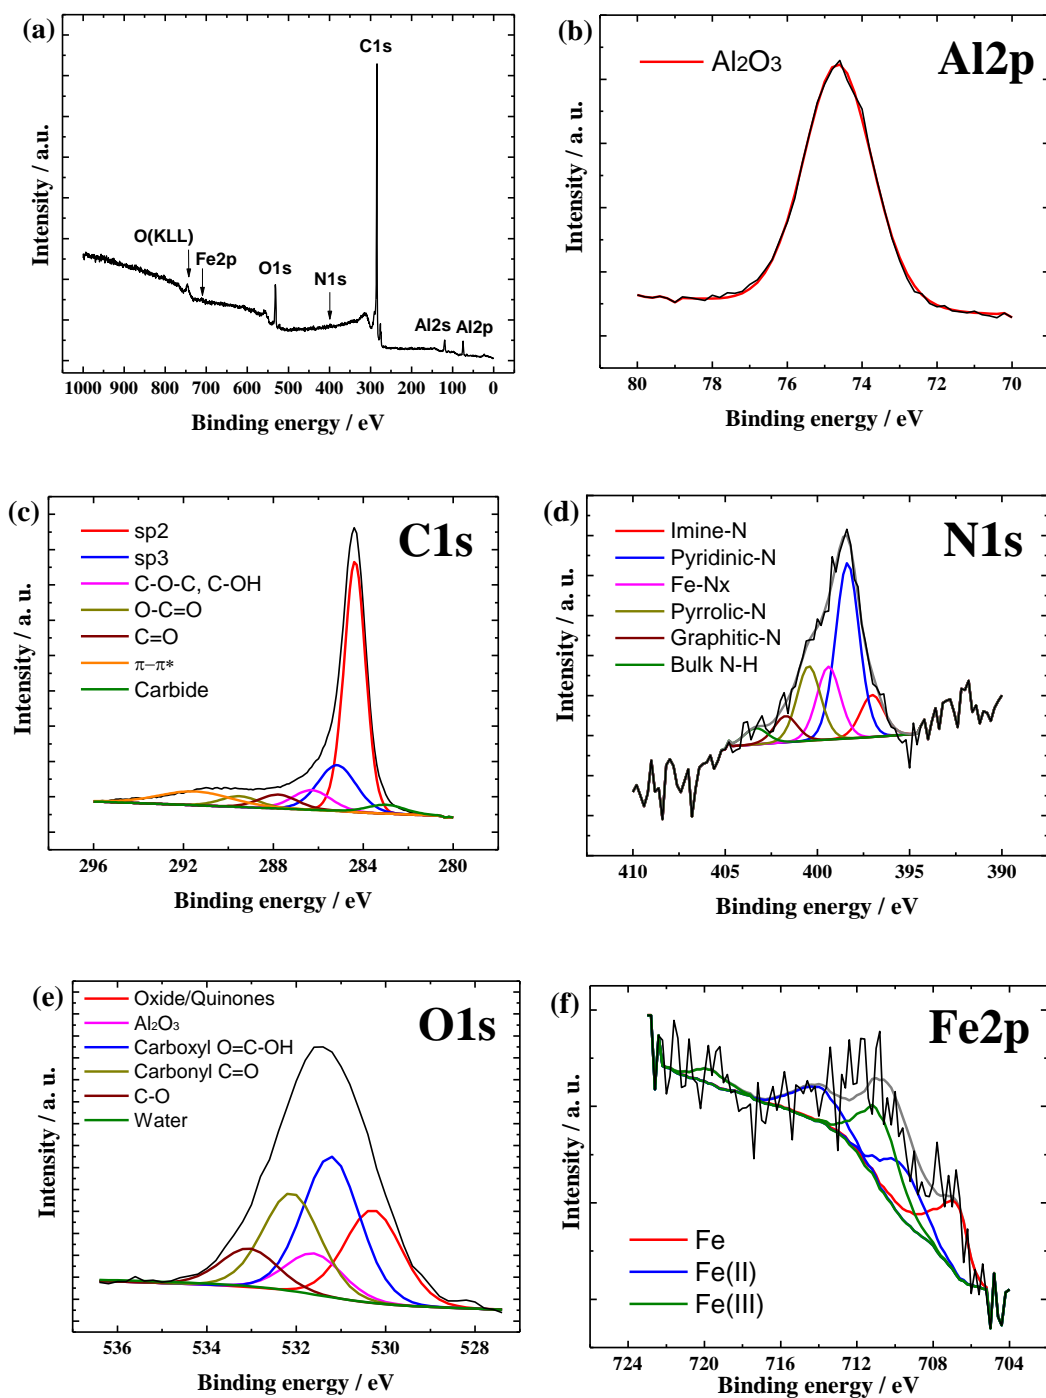 (a)
C1s
O(KLL)
Fe2p
O1s
N1s
Al2s
Al2p
Intensity / a.u.
1000 900 800 700 600 500 400 300 200 100 0
Binding energy / eV
(b)
Al2O3
Al2p
Intensity / a. u.
80 78 76 74 72 70
Binding energy / eV
(c)
sp2
sp3
C-O-C, C-OH
O-C=O
C=O
π−π*
Carbide
C1s
Intensity / a. u.
296 292 288 284 280
Binding energy / eV
(d)
Imine-N
Pyridinic-N
Fe-Nx
Pyrrolic-N
Graphitic-N
Bulk N-H
N1s
Intensity / a. u.
410 405 400 395 390
Binding energy / eV
(e)
Oxide/Quinones
Al2O3
Carboxyl O=C-OH
Carbonyl C=O
C-O
Water
O1s
Intensity / a. u.
536 534 532 530 528
Binding energy / eV
(f)
Fe2p
Fe
Fe(II)
Fe(III)
Intensity / a. u.
724 720 716 712 708 704
Binding energy / eV